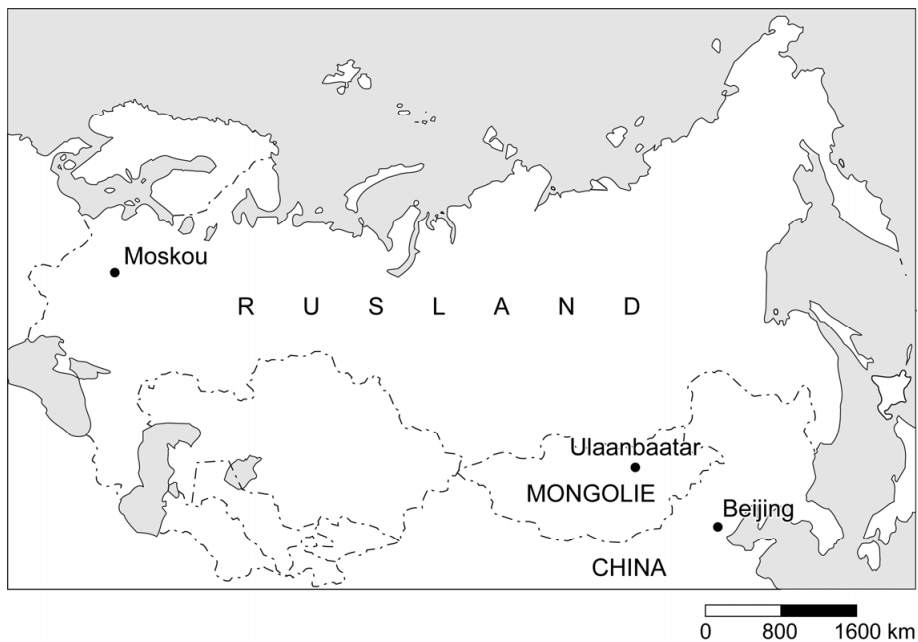 Moskou
R U S L A N D
Ulaanbaatar
MONGOLIE
Beijing
CHINA
0 800 1600 km